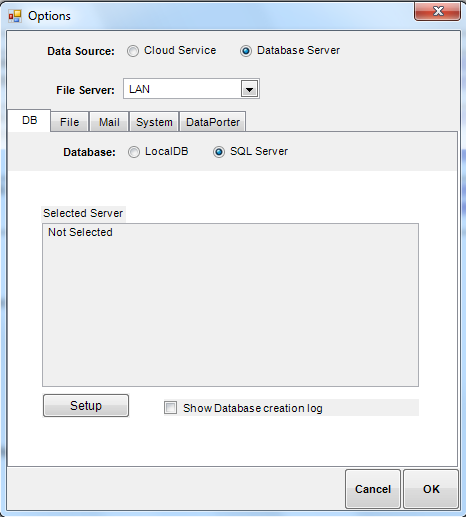 Options
Data Source: Cloud Service Database Server
File Server: LAN
DB File Mail System DataPorter
Database: LocalDB SQL Server
Selected Server
Not Selected
Setup Show Database creation log
Cancel OK